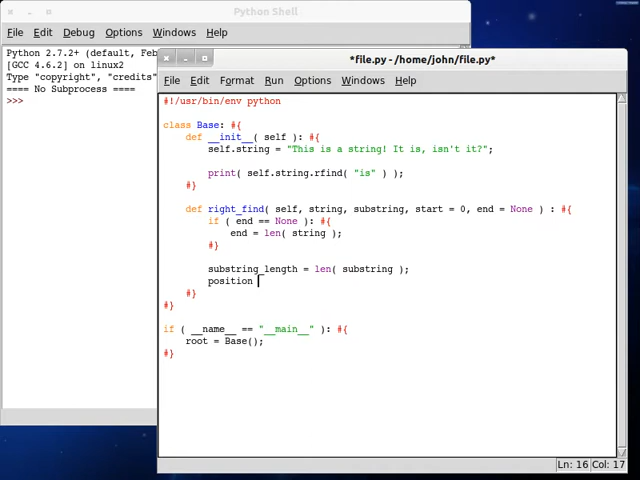 Python Shell
File Edit Debug Options Windows Help
Python 2.7.2+ (default, Feb
[GCC 4.6.2] on linux2
Type "copyright", "credits"
==== No Subprocess ====
>>>
*file.py - /home/john/file.py*
File Edit Format Run Options Windows Help
#!/usr/bin/env python
class Base: #{
def __init__( self ): #{
self.string = "This is a string! It is, isn't it?";
print( self.string.rfind( "is" ) );
#}
def right_find( self, string, substring, start = 0, end = None ) : #{
if ( end == None ): #{
end = len( string );
#}
substring_length = len( substring );
position
#}
#}
if ( __name__ == "__main__" ): #{
root = Base();
#}
Ln: 16 Col: 17